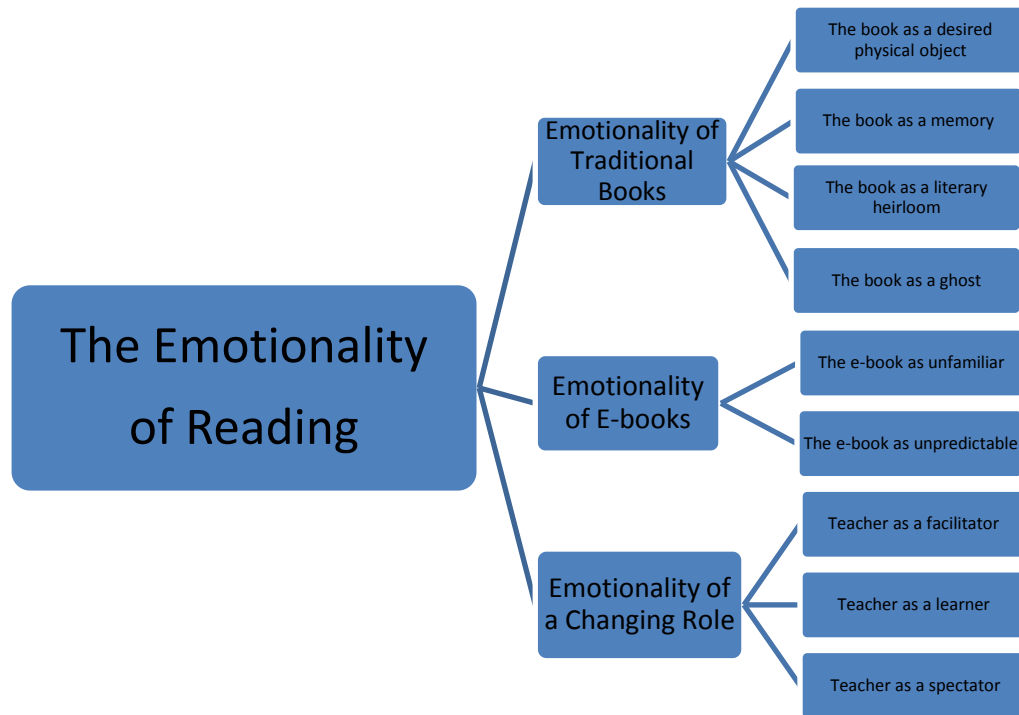 The Emotionality
of Reading
Emotionality of
Traditional
Books
The book as a desired
physical object
The book as a memory
The book as a literary
heirloom
The book as a ghost
Emotionality
of E-books
The e-book as unfamiliar
The e-book as unpredictable
Emotionality of
a Changing Role
Teacher as a facilitator
Teacher as a learner
Teacher as a spectator